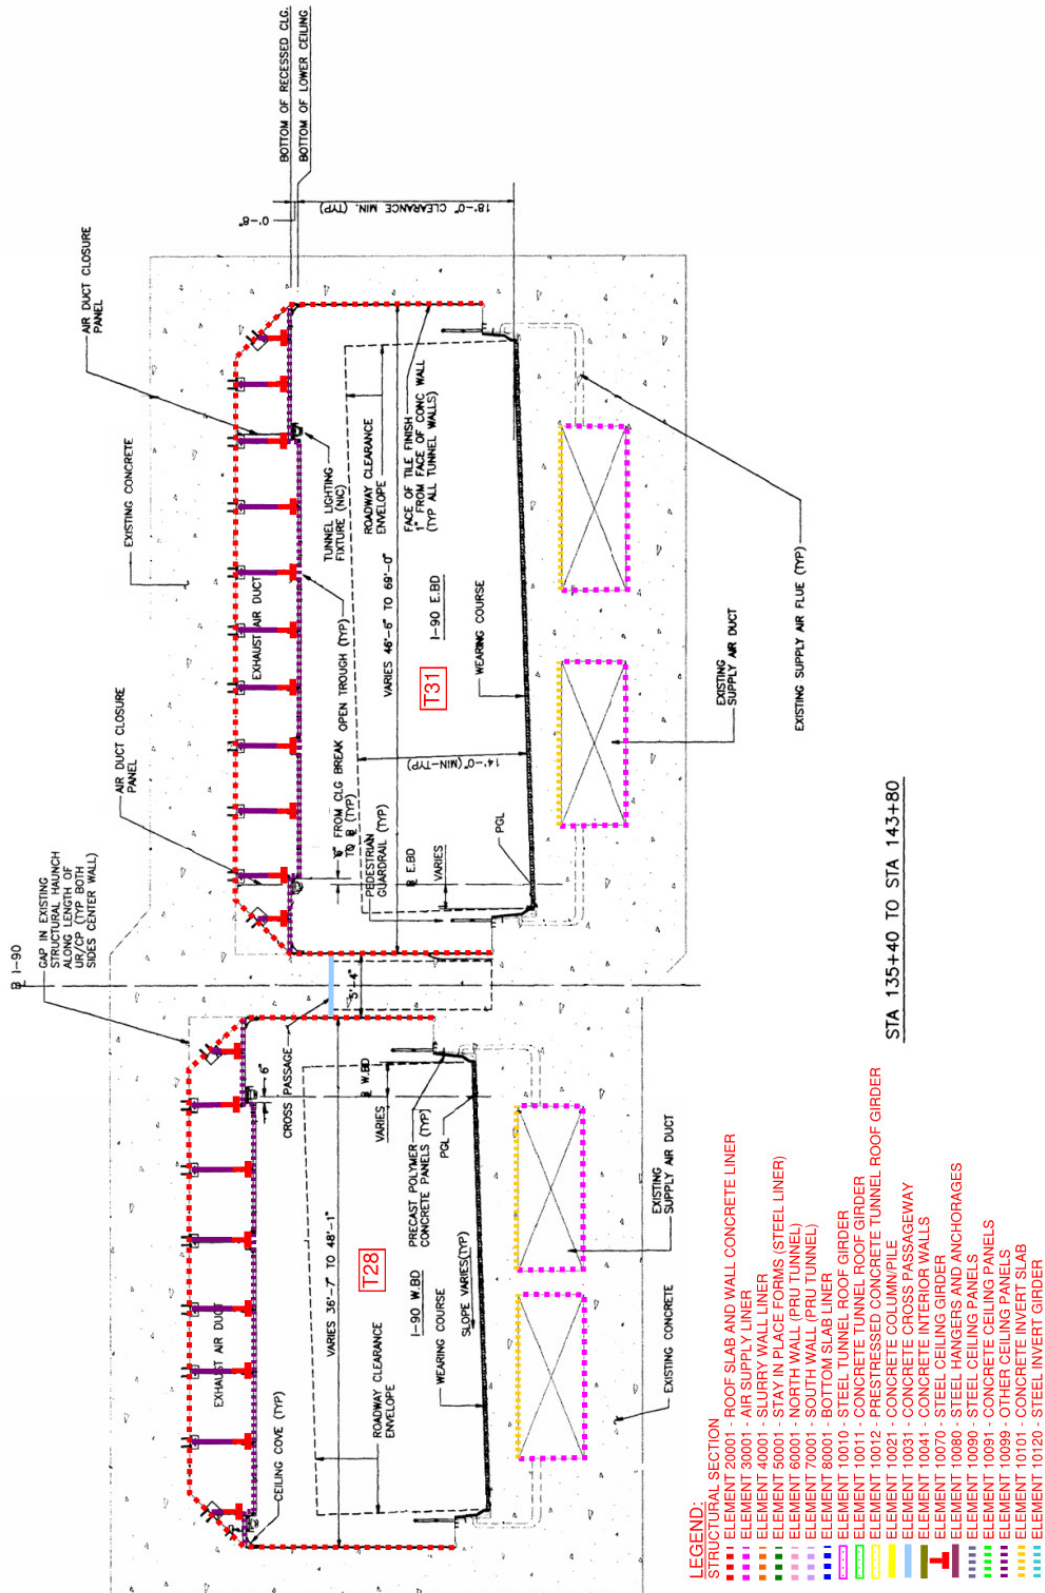 BOTTOM OF RECESSED CLG.
BOTTOM OF LOWER CEILING
0'-8"
18'-0" CLEARANCE MIN. (TYP)
AIR DUCT CLOSURE
PANEL
EXISTING CONCRETE
AIR DUCT CLOSURE
PANEL
GAP IN EXISTING
STRUCTURAL HAUNCH
ALONG LENGTH OF
UR/CP (TYP BOTH
SIDES CENTER WALL)
I-90
EXHAUST AIR DUCT
TUNNEL LIGHTING
FIXTURE (NIC)
OPEN TROUGH (TYP)
6" FROM CLG BREAK
TO (TYP)
ROADWAY CLEARANCE
ENVELOPE
FACE OF TILE FINISH
1" FROM FACE OF CONC WALL
(TYP ALL TUNNEL WALLS)
VARIES 46'-6" TO 69'-0"
I-90 E.BD
T31
WEARING COURSE
14'-0"(MIN-TYP)
PEDESTRIAN
GUARDRAIL (TYP)
E.BD
VARIES
PGL
EXISTING
SUPPLY AIR DUCT
EXISTING SUPPLY AIR FLUE (TYP)
5'-4"
CROSS PASSAGE
6"
EXHAUST AIR DUCT
CEILING COVE (TYP)
VARIES 36'-7" TO 48'-1"
VARIES
W.BD
T28
ROADWAY CLEARANCE
ENVELOPE
I-90 W.BD
PRECAST POLYMER
CONCRETE PANELS (TYP)
PGL
WEARING COURSE
SLOPE VARIES(TYP)
EXISTING
SUPPLY AIR DUCT
EXISTING CONCRETE
STA 135+40 TO STA 143+80
LEGEND:
STRUCTURAL SECTION
ELEMENT 20001 - ROOF SLAB AND WALL CONCRETE LINER
ELEMENT 30001 - AIR SUPPLY LINER
ELEMENT 40001 - SLURRY WALL LINER
ELEMENT 50001 - STAY IN PLACE FORMS (STEEL LINER)
ELEMENT 60001 - NORTH WALL (PRU TUNNEL)
ELEMENT 70001 - SOUTH WALL (PRU TUNNEL)
ELEMENT 80001 - BOTTOM SLAB LINER
ELEMENT 10010 - STEEL TUNNEL ROOF GIRDER
ELEMENT 10011 - CONCRETE TUNNEL ROOF GIRDER
ELEMENT 10012 - PRESTRESSED CONCRETE TUNNEL ROOF GIRDER
ELEMENT 10021 - CONCRETE COLUMN/PILE
ELEMENT 10031 - CONCRETE CROSS PASSAGEWAY
ELEMENT 10041 - CONCRETE INTERIOR WALLS
ELEMENT 10070 - STEEL CEILING GIRDER
ELEMENT 10080 - STEEL HANGERS AND ANCHORAGES
ELEMENT 10090 - STEEL CEILING PANELS
ELEMENT 10091 - CONCRETE CEILING PANELS
ELEMENT 10099 - OTHER CEILING PANELS
ELEMENT 10101 - CONCRETE INVERT SLAB
ELEMENT 10120 - STEEL INVERT GIRDER